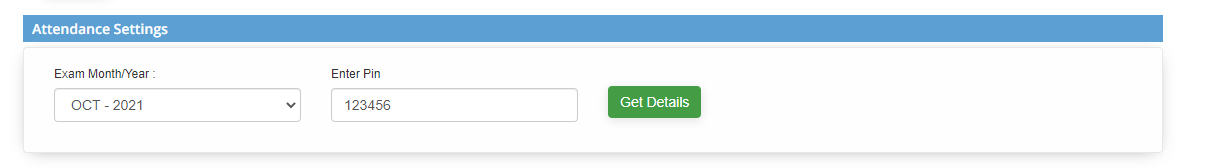 Attendance Settings
Exam Month/Year :
Enter Pin
OCT - 2021
123456
Get Details